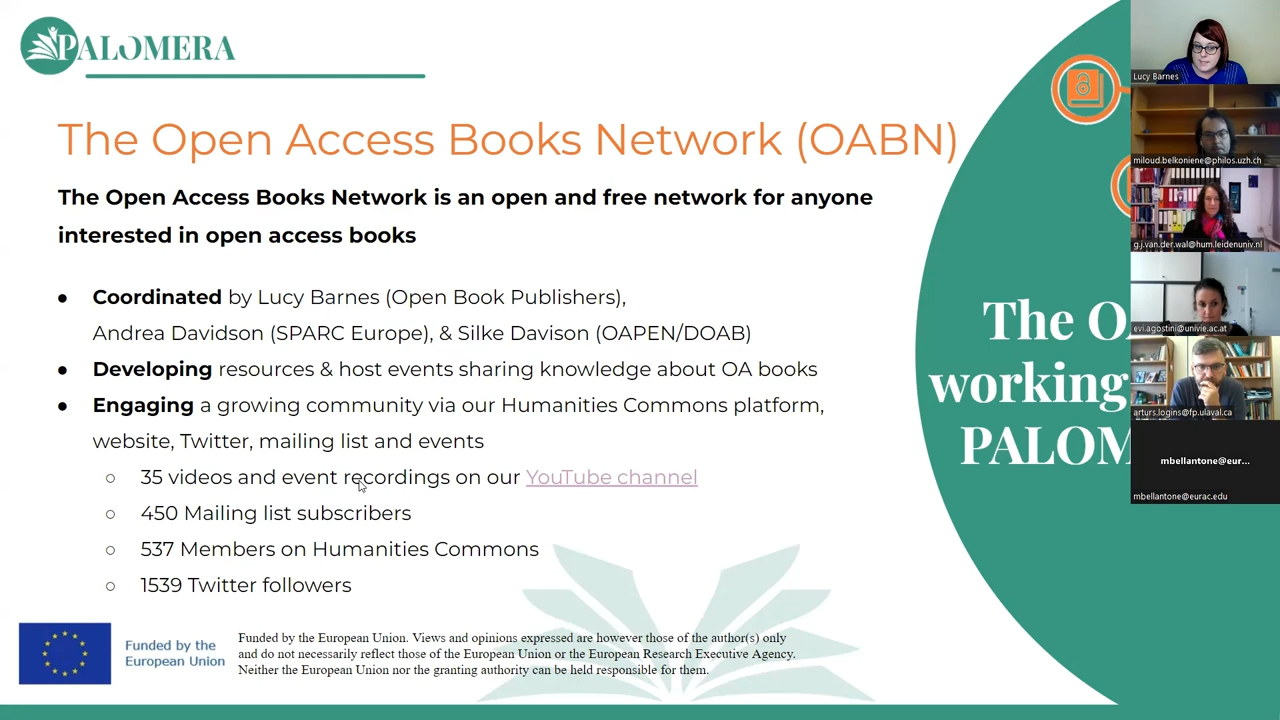 PALOMERA
The Open Access Books Network (OABN)
The Open Access Books Network is an open and free network for anyone
interested in open access books
● Coordinated by Lucy Barnes (Open Book Publishers),
Andrea Davidson (SPARC Europe), & Silke Davison (OAPEN/DOAB)
● Developing resources & host events sharing knowledge about OA books
● Engaging a growing community via our Humanities Commons platform,
website, Twitter, mailing list and events
○ 35 videos and event recordings on our YouTube channel
○ 450 Mailing list subscribers
○ 537 Members on Humanities Commons
○ 1539 Twitter followers
Funded by the
European Union
Funded by the European Union. Views and opinions expressed are however those of the author(s) only
and do not necessarily reflect those of the European Union or the European Research Executive Agency.
Neither the European Union nor the granting authority can be held responsible for them.
The O
working
PALOM
Lucy Barnes
miloud.belkoniene@philos.uzh.ch
g.j.van.der.wal@hum.leidenuniv.nl
evi.agostini@univie.ac.at
arturs.logins@fp.ulaval.ca
mbellantone@eur...
mbellantone@eurac.edu